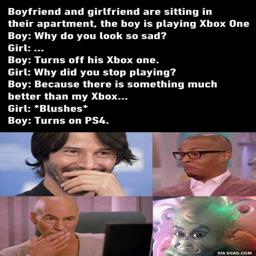 Boyfriend and girlfriend are sitting in
their apartment, the boy is playing Xbox One
Boy: Why do you look so sad?
Girl: ...
Boy: Turns off his Xbox one.
Girl: Why did you stop playing?
Boy: Because there is something much
better than my Xbox...
Girl: *Blushes*
Boy: Turns on PS4.
VIA 9GAG.COM